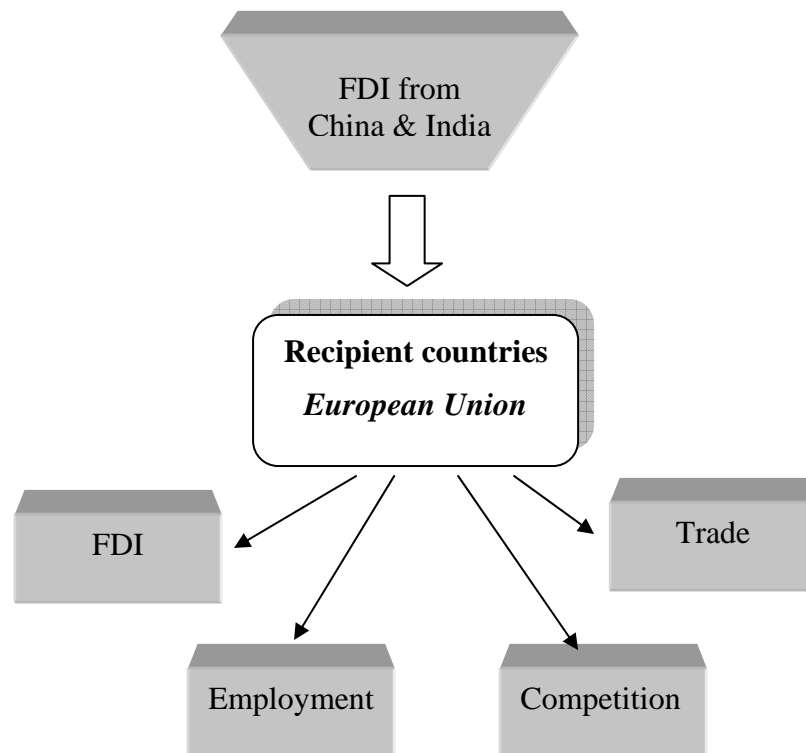 FDI from
China & India
Recipient countries
European Union
FDI
Trade
Employment
Competition